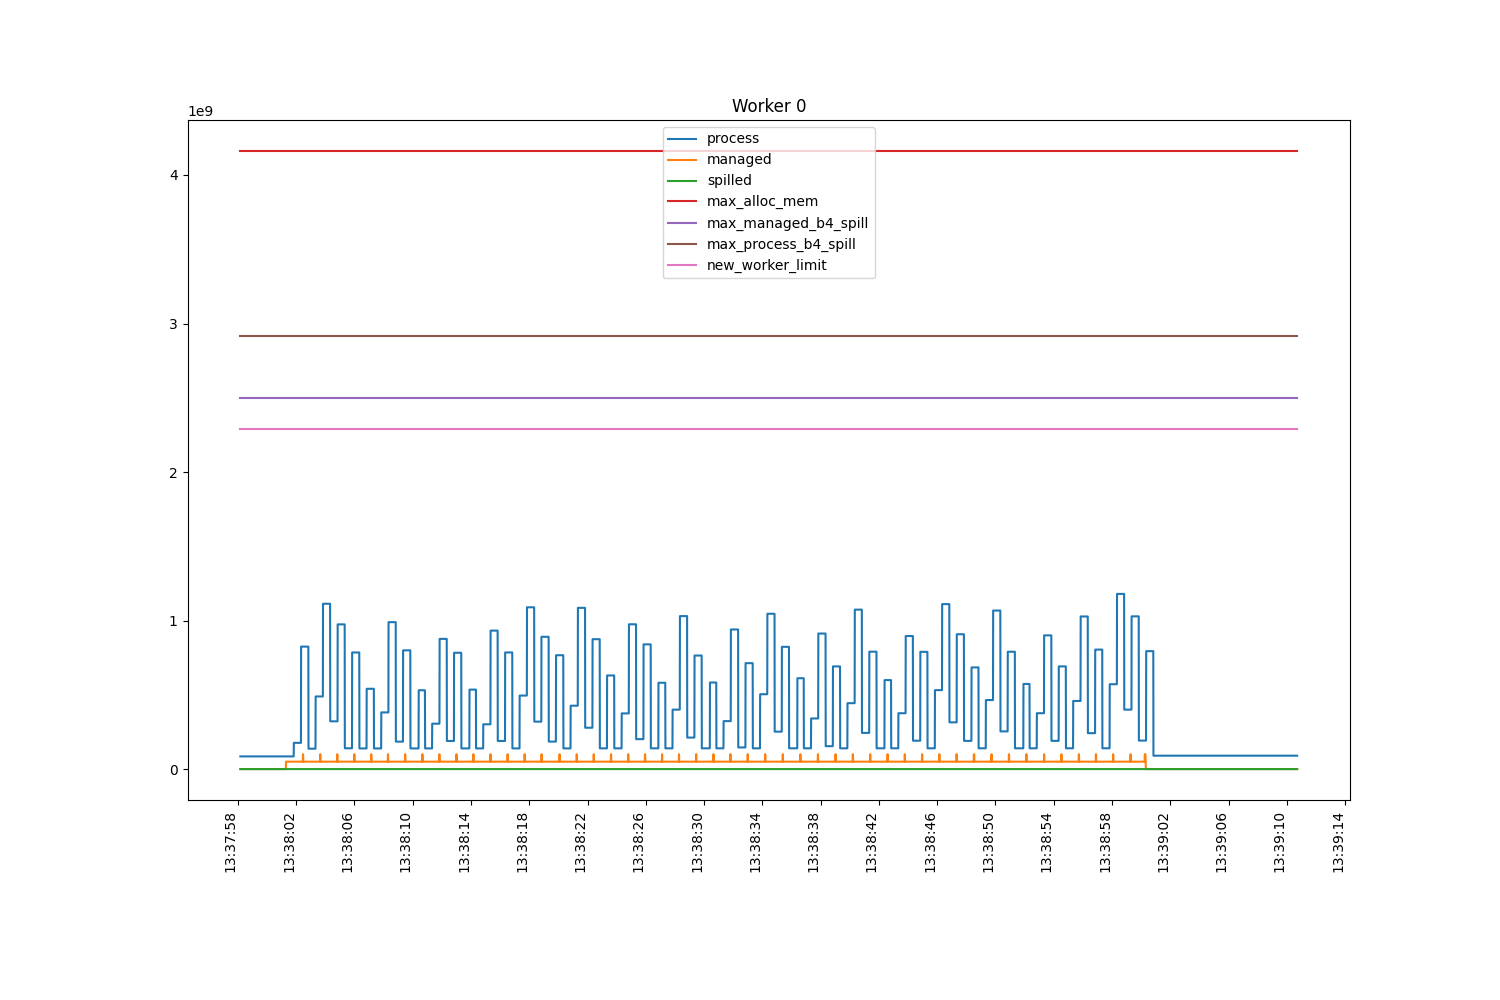 Worker 0
1e9
process
managed
spilled
max_alloc_mem
max_managed_b4_spill
max_process_b4_spill
new_worker_limit
4
3
2
1
0
13:37:58
13:38:02
13:38:06
13:38:10
13:38:14
13:38:18
13:38:22
13:38:26
13:38:30
13:38:34
13:38:38
13:38:42
13:38:46
13:38:50
13:38:54
13:38:58
13:39:02
13:39:06
13:39:10
13:39:14